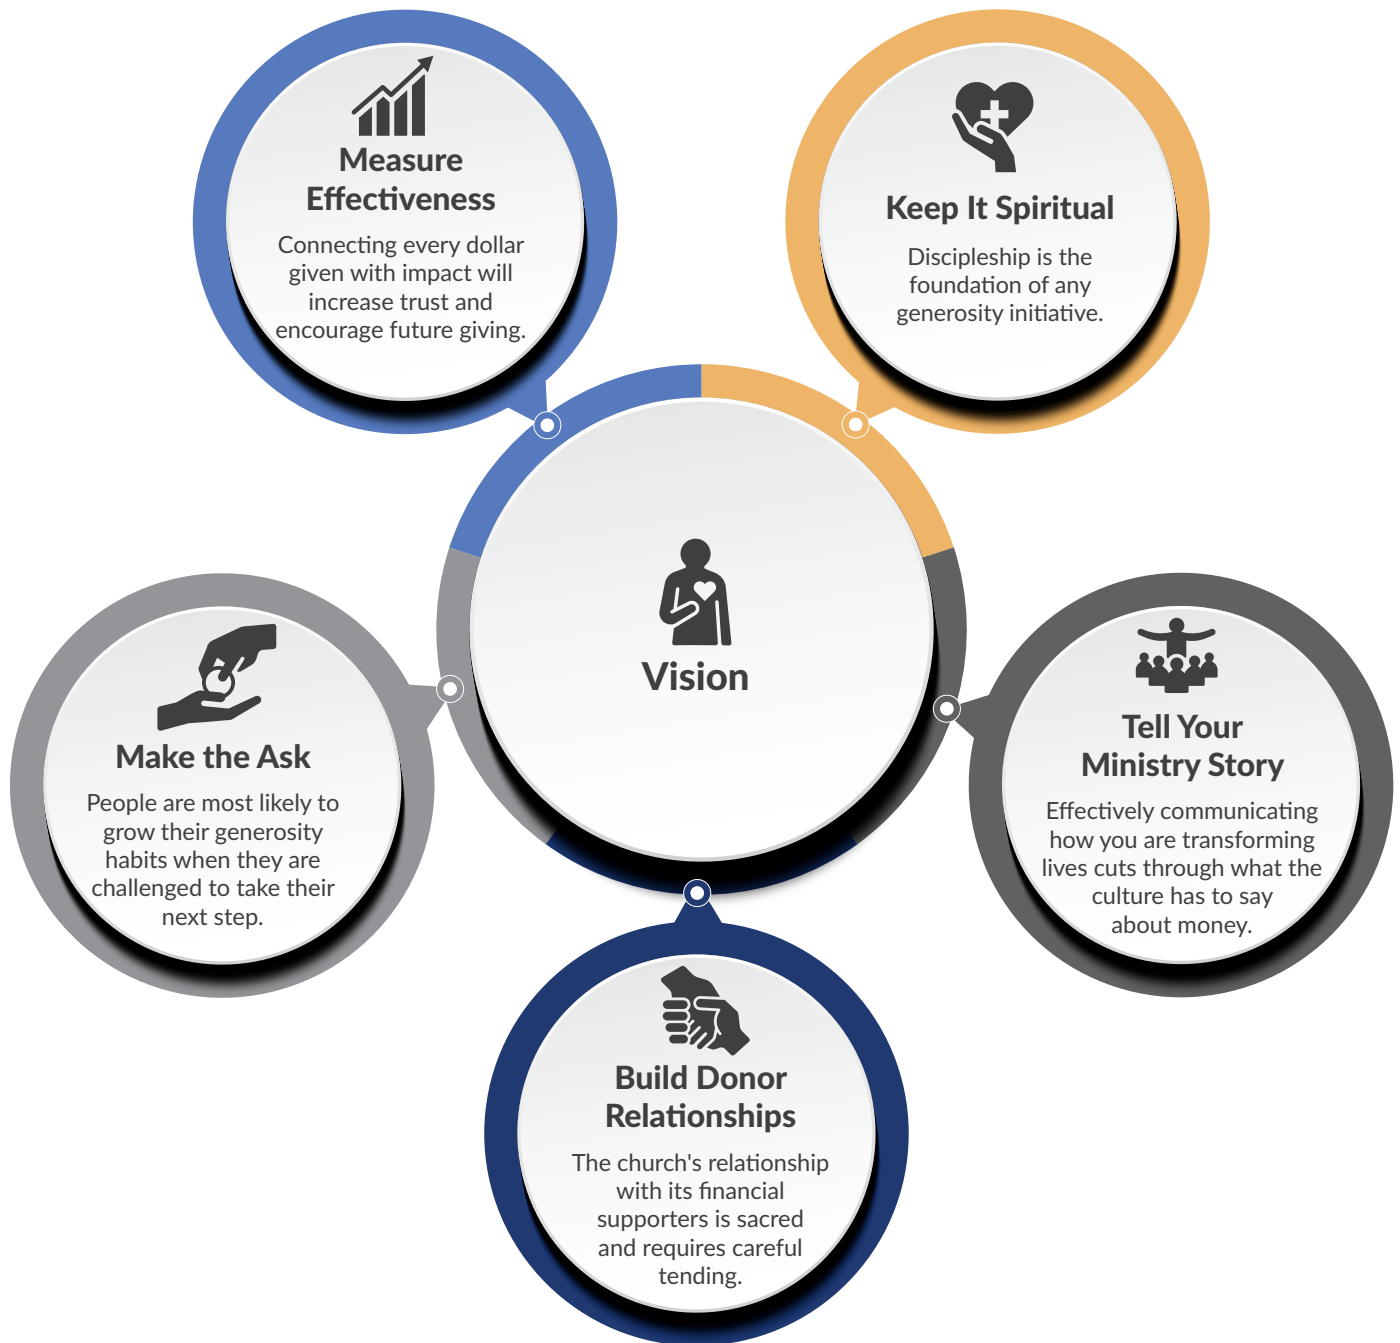 Measure
Effectiveness
Connecting every dollar
given with impact will
increase trust and
encourage future giving.
Keep It Spiritual
Discipleship is the
foundation of any
generosity initiative.
Vision
Make the Ask
People are most likely to
grow their generosity
habits when they are
challenged to take their
next step.
Tell Your
Ministry Story
Effectively communicating
how you are transforming
lives cuts through what the
culture has to say
about money.
Build Donor
Relationships
The church's relationship
with its financial
supporters is sacred
and requires careful
tending.